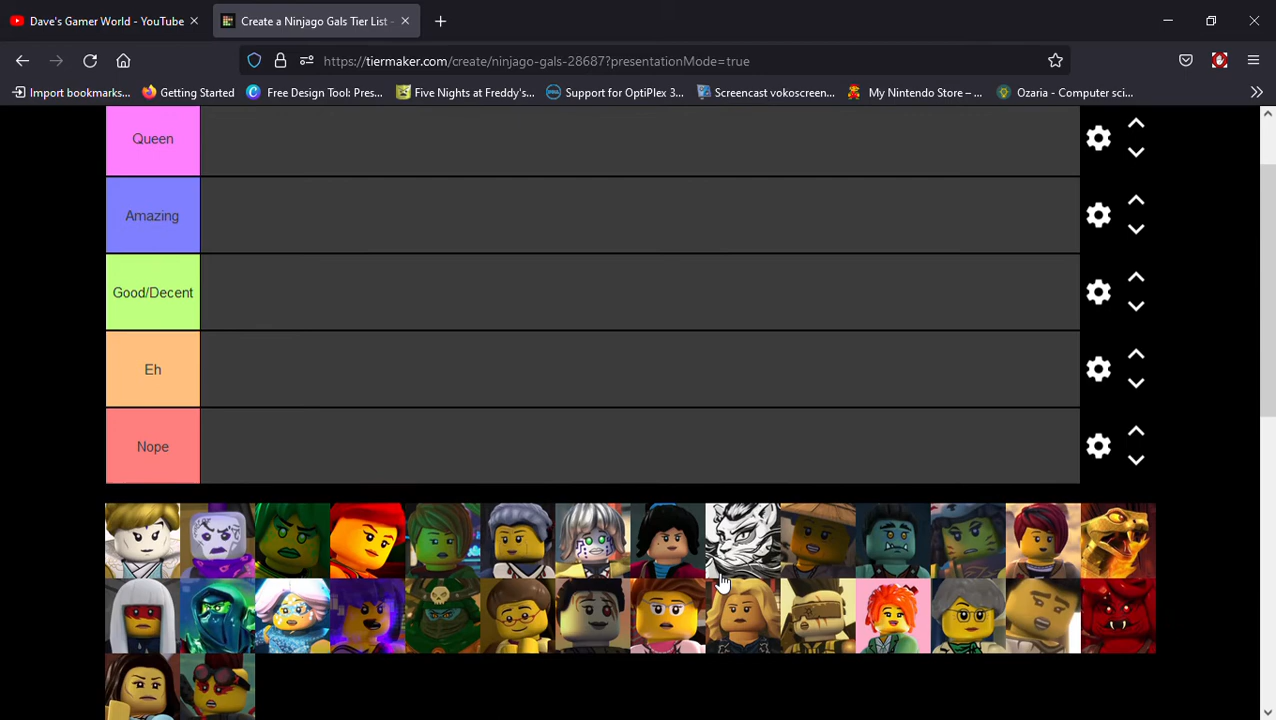 Dave's Gamer World - YouTube
Create a Ninjago Gals Tier List -
https://tiermaker.com/create/ninjago-gals-28687?presentationMode=true
Import bookmarks... Getting Started Free Design Tool: Pres... Five Nights at Freddy's... Support for OptiPlex 3... Screencast vokoscreen... My Nintendo Store – ... Ozaria - Computer sci...
Queen
Amazing
Good/Decent
Eh
Nope